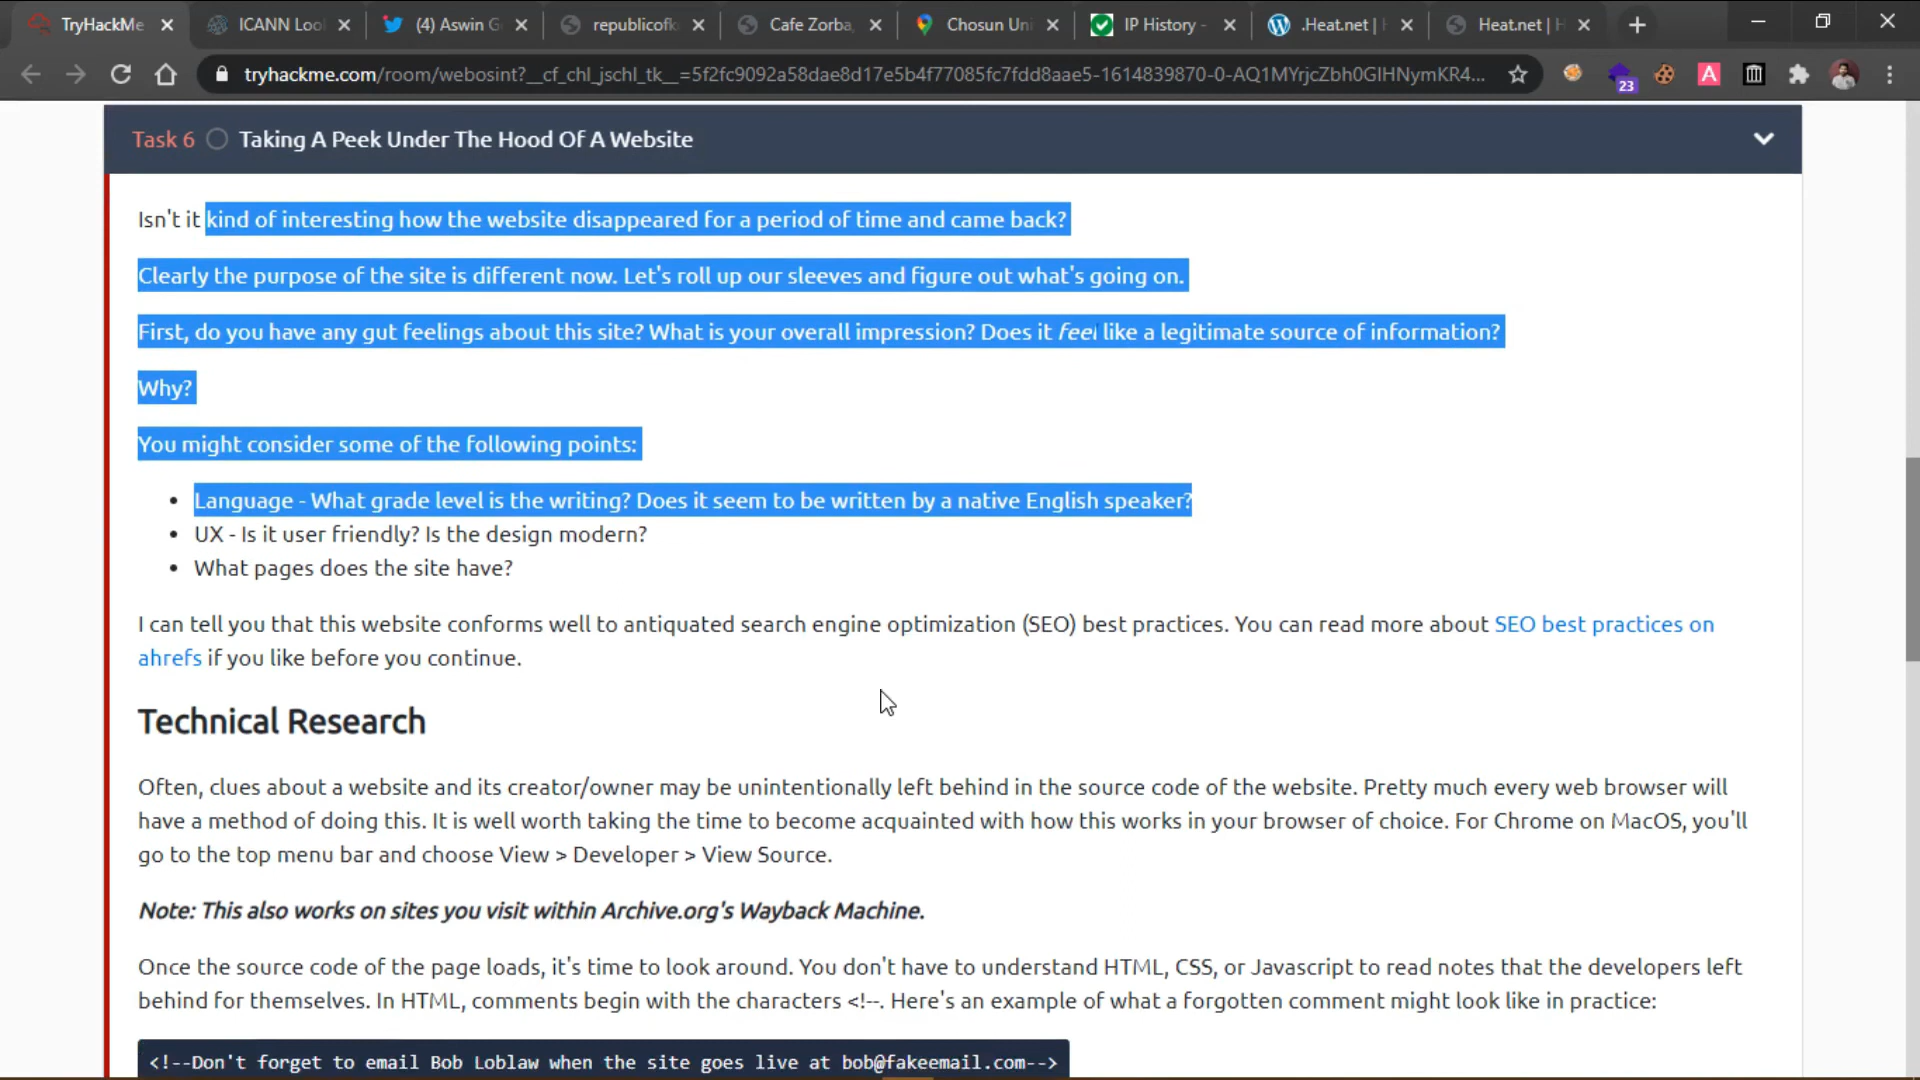 TryHackMe
ICANN Loo
(4) Aswin G
republicofk
Cafe Zorba,
Chosun Uni
IP History -
.Heat.net |
Heat.net | H
tryhackme.com/room/webosint?__cf_chl_jschl_tk__=5f2fc9092a58dae8d17e5b4f77085fc7fdd8aae5-1614839870-0-AQ1MYrjcZbh0GIHNymKR4...
23
A
Task 6 Taking A Peek Under The Hood Of A Website
Isn't it kind of interesting how the website disappeared for a period of time and came back?
Clearly the purpose of the site is different now. Let's roll up our sleeves and figure out what's going on.
First, do you have any gut feelings about this site? What is your overall impression? Does it feel like a legitimate source of information?
Why?
You might consider some of the following points:
• Language - What grade level is the writing? Does it seem to be written by a native English speaker?
• UX - Is it user friendly? Is the design modern?
• What pages does the site have?
I can tell you that this website conforms well to antiquated search engine optimization (SEO) best practices. You can read more about SEO best practices on
ahrefs if you like before you continue.
Technical Research
Often, clues about a website and its creator/owner may be unintentionally left behind in the source code of the website. Pretty much every web browser will
have a method of doing this. It is well worth taking the time to become acquainted with how this works in your browser of choice. For Chrome on MacOS, you'll
go to the top menu bar and choose View > Developer > View Source.
Note: This also works on sites you visit within Archive.org's Wayback Machine.
Once the source code of the page loads, it's time to look around. You don't have to understand HTML, CSS, or Javascript to read notes that the developers left
behind for themselves. In HTML, comments begin with the characters <!--. Here's an example of what a forgotten comment might look like in practice:
<!--Don't forget to email Bob Loblaw when the site goes live at bob@fakeemail.com-->